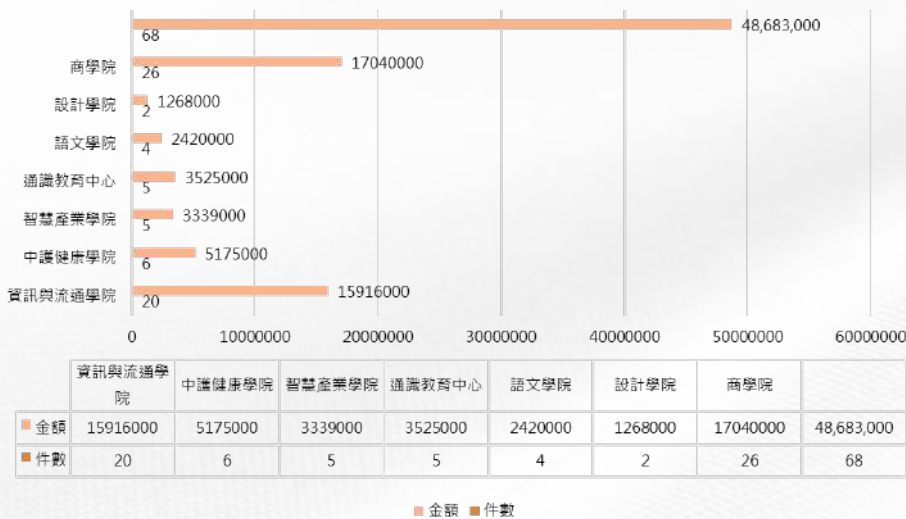 48,683,000
68
商學院 17040000
26
設計學院 1268000
2
語文學院 2420000
4
通識教育中心 3525000
5
智慧產業學院 3339000
5
中護健康學院 5175000
6
資訊與流通學院 15916000
20
0 10000000 20000000 30000000 40000000 50000000 60000000
資訊與流通學院 中護健康學院 智慧產業學院 通識教育中心 語文學院 設計學院 商學院
金額 15916000 5175000 3339000 3525000 2420000 1268000 17040000 48,683,000
件數 20 6 5 5 4 2 26 68
金額 件數